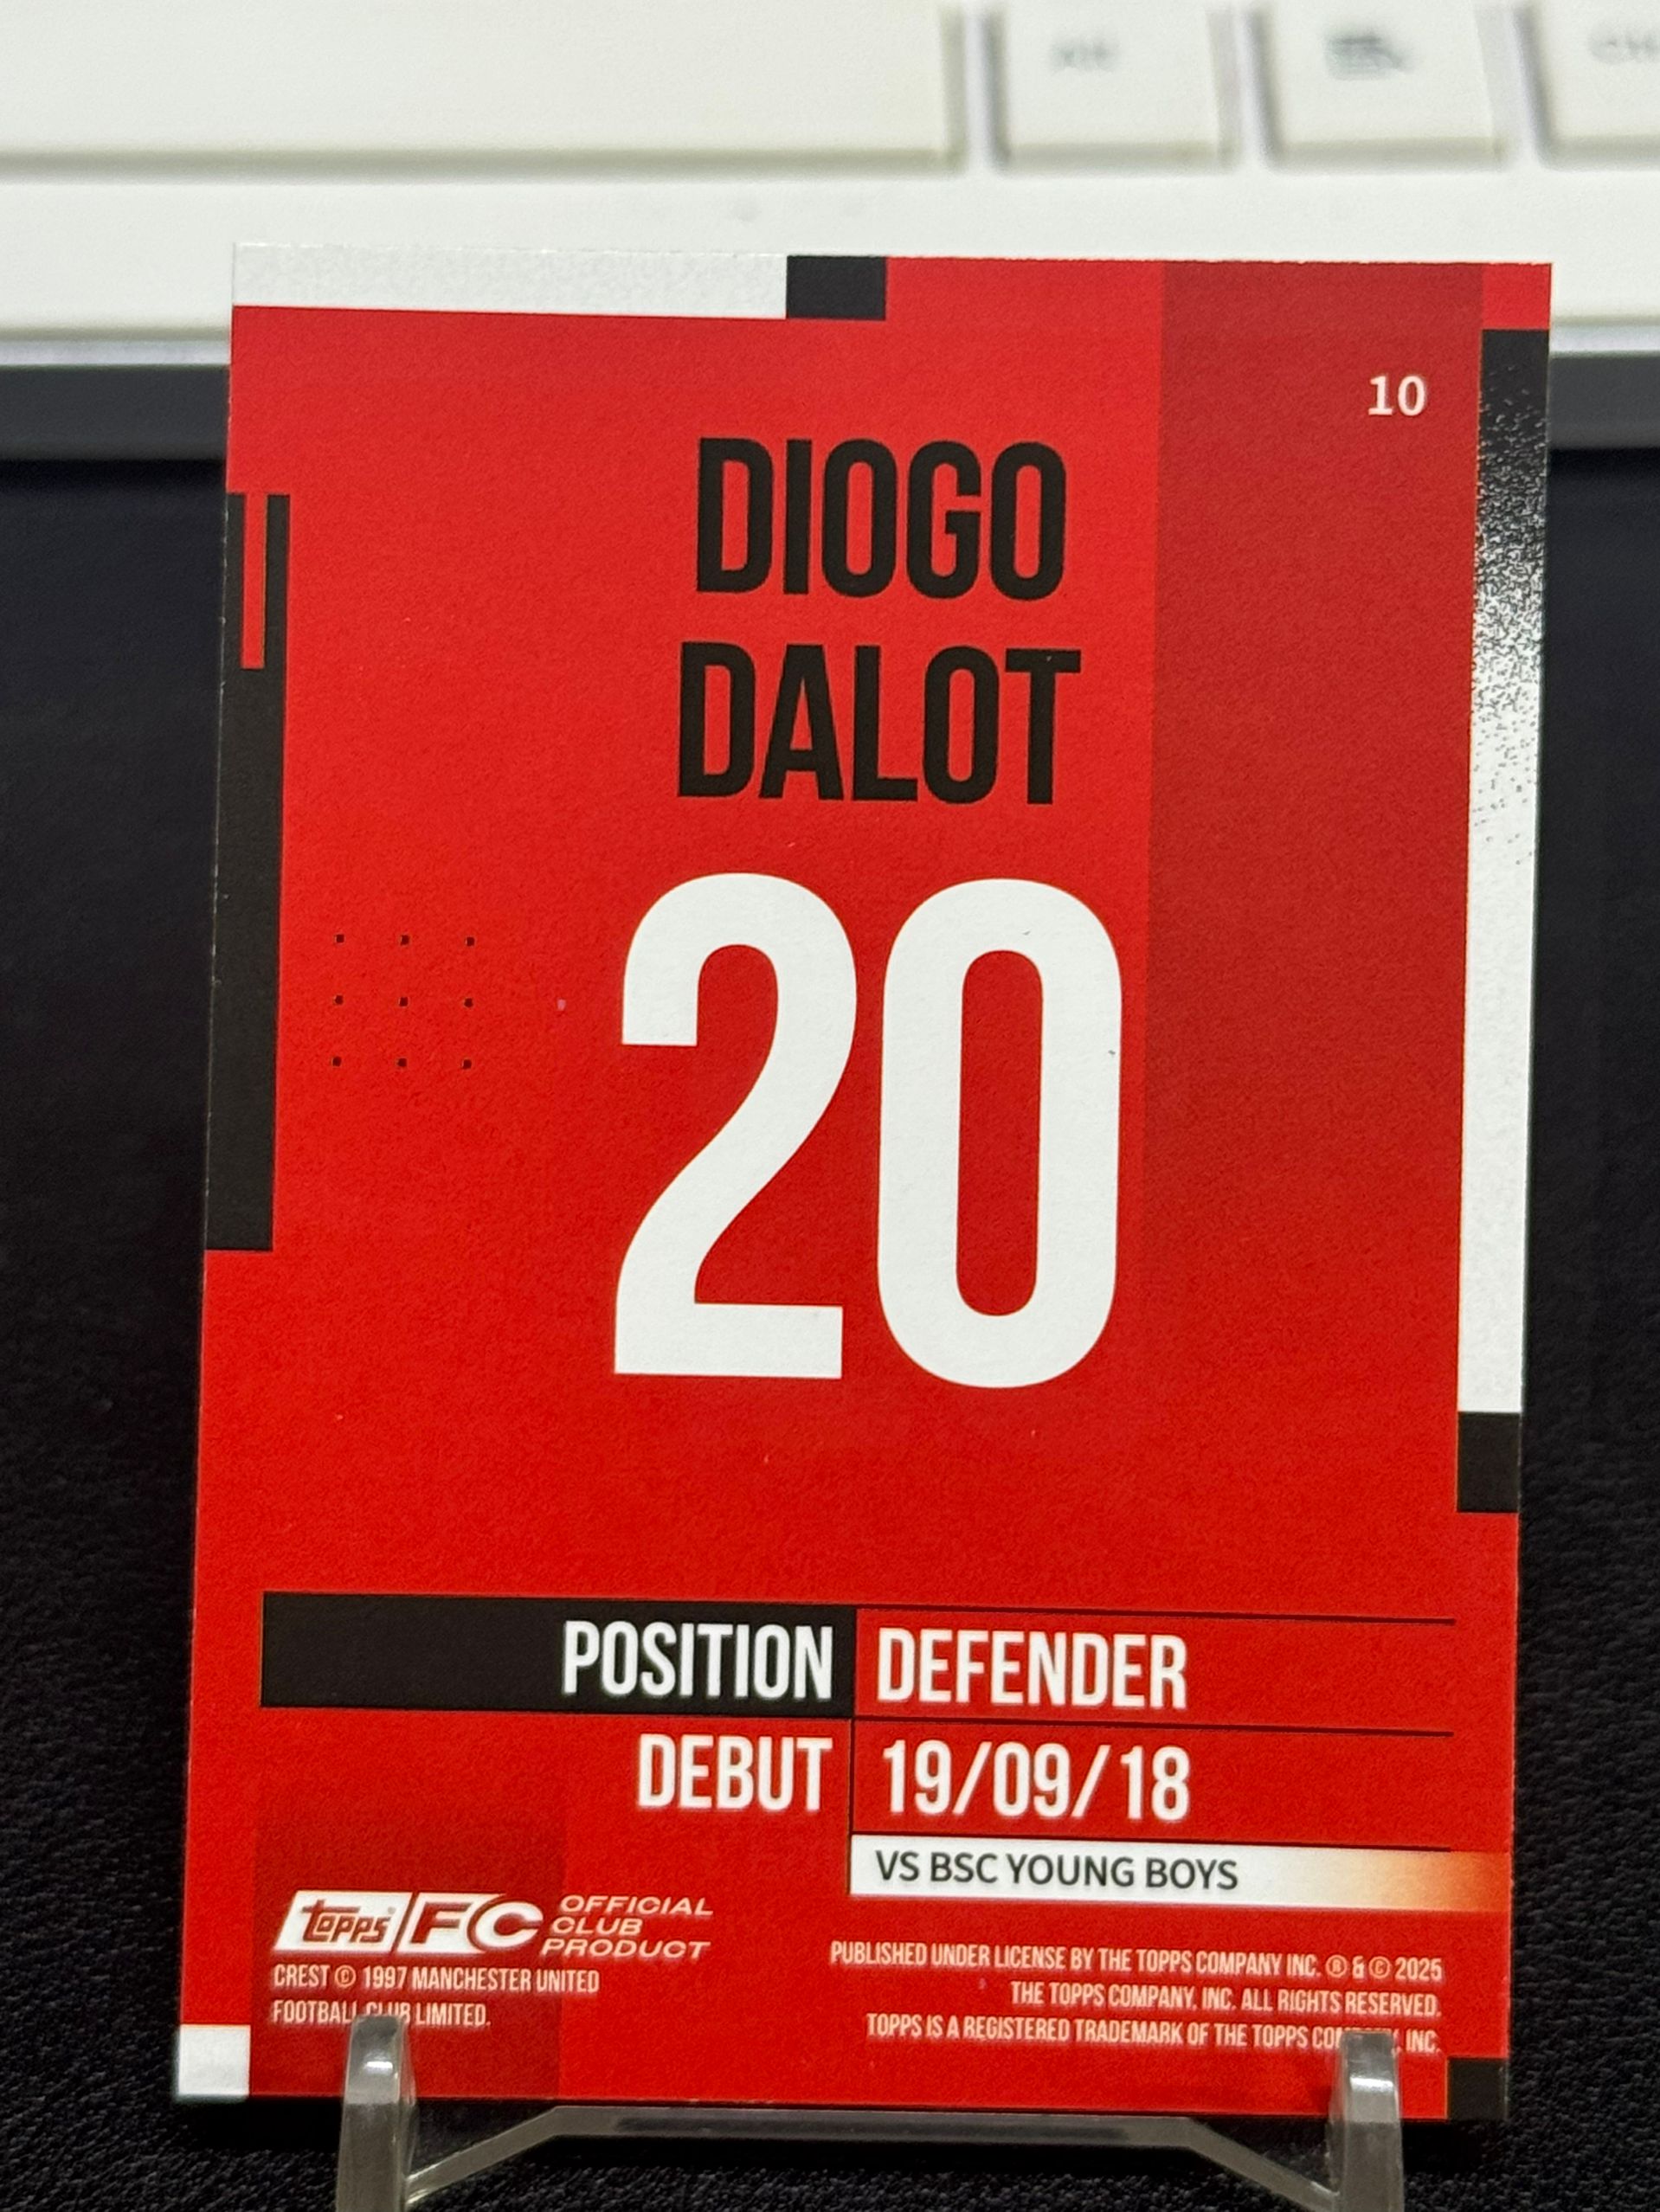 10
DIOGO
DALOT
20
POSITION DEFENDER
DEBUT 19/09/18
VS BSC YOUNG BOYS
topps FC OFFICIAL
CLUB
PRODUCT
CREST © 1997 MANCHESTER UNITED
FOOTBALL CLUB LIMITED.
PUBLISHED UNDER LICENSE BY THE TOPPS COMPANY INC. ® & © 2025
THE TOPPS COMPANY, INC. ALL RIGHTS RESERVED.
TOPPS IS A REGISTERED TRADEMARK OF THE TOPPS COMPANY, INC.